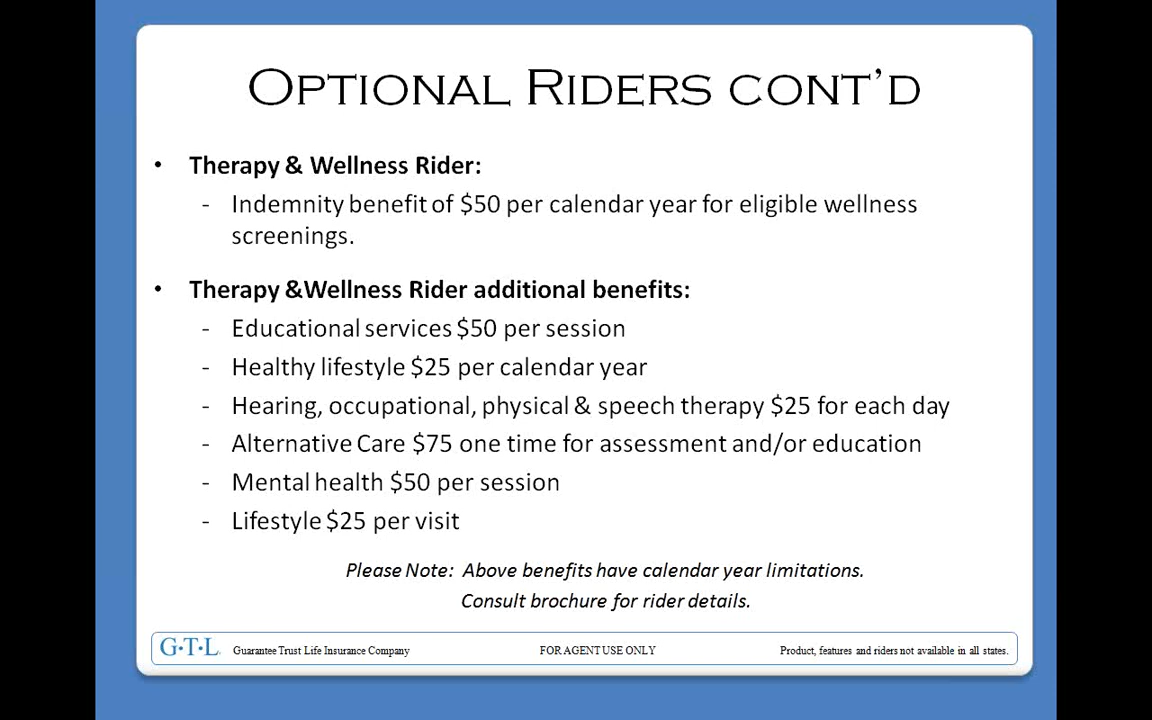 Optional Riders cont’d
• Therapy & Wellness Rider:
- Indemnity benefit of $50 per calendar year for eligible wellness
screenings.
• Therapy &Wellness Rider additional benefits:
- Educational services $50 per session
- Healthy lifestyle $25 per calendar year
- Hearing, occupational, physical & speech therapy $25 for each day
- Alternative Care $75 one time for assessment and/or education
- Mental health $50 per session
- Lifestyle $25 per visit
Please Note: Above benefits have calendar year limitations.
Consult brochure for rider details.
G·T·L. Guarantee Trust Life Insurance Company FOR AGENT USE ONLY Product, features and riders not available in all states.